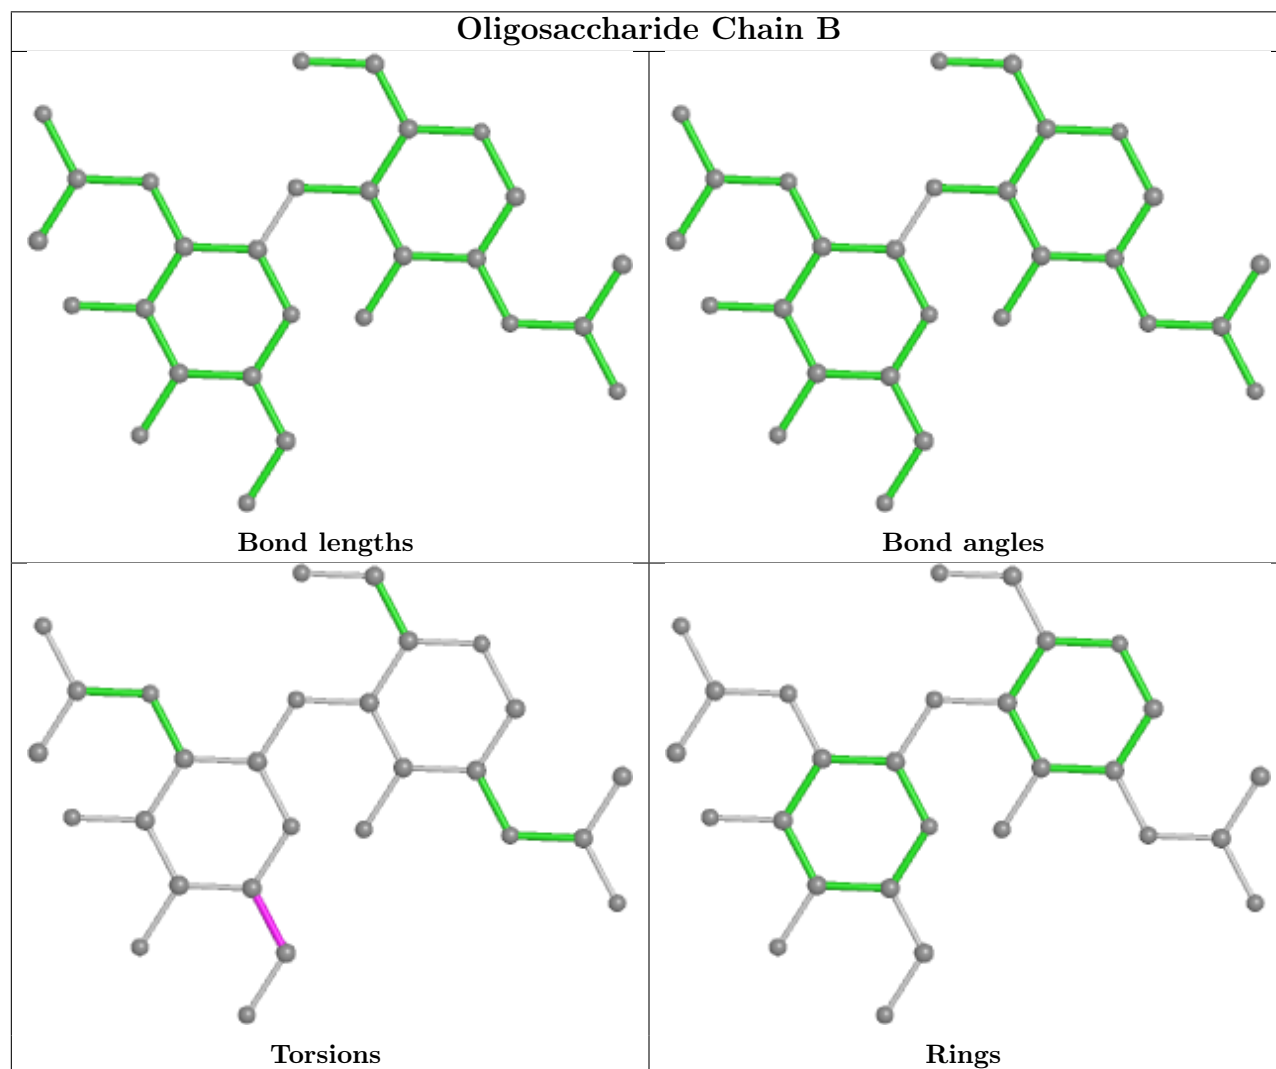 Oligosaccharide Chain B
Bond lengths
Bond angles
Torsions
Rings